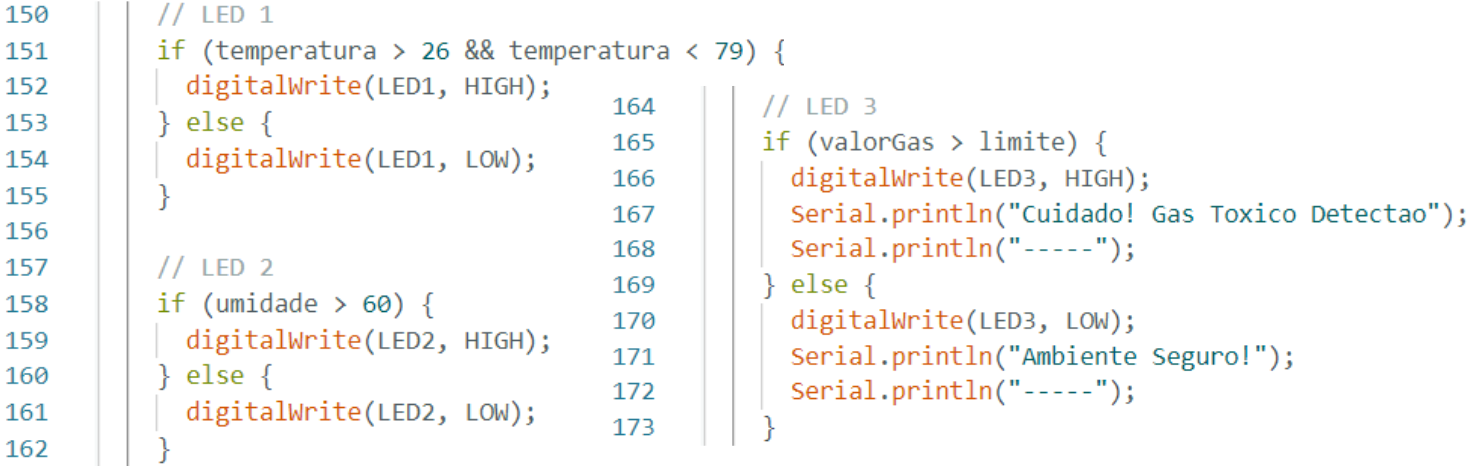 150 // LED 1
151 if (temperatura > 26 && temperatura < 79) {
152 digitalWrite(LED1, HIGH);
153 } else {
154 digitalWrite(LED1, LOW);
155 }
156
157 // LED 2
158 if (umidade > 60) {
159 digitalWrite(LED2, HIGH);
160 } else {
161 digitalWrite(LED2, LOW);
162 }
164 // LED 3
165 if (valorGas > limite) {
166 digitalWrite(LED3, HIGH);
167 Serial.println("Cuidado! Gas Toxico Detectao");
168 Serial.println("-----");
169 } else {
170 digitalWrite(LED3, LOW);
171 Serial.println("Ambiente Seguro!");
172 Serial.println("-----");
173 }